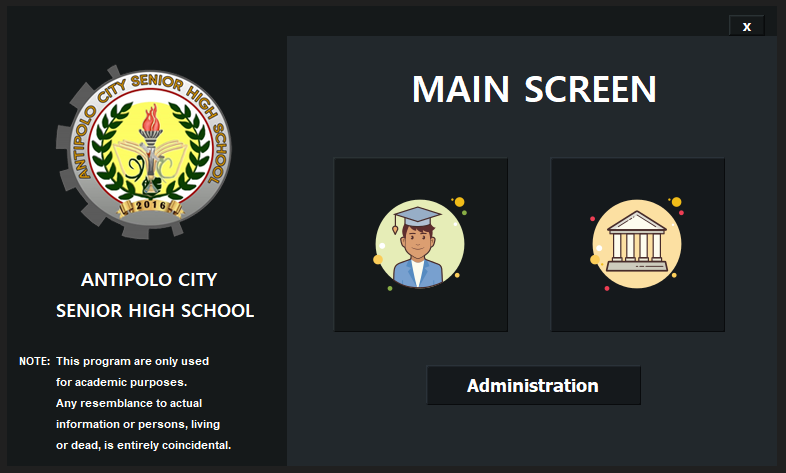 x
ANTIPOLO CITY SENIOR HIGH SCHOOL
2016
ANTIPOLO CITY
SENIOR HIGH SCHOOL
NOTE: This program are only used
for academic purposes.
Any resemblance to actual
information or persons, living
or dead, is entirely coincidental.
MAIN SCREEN
Administration